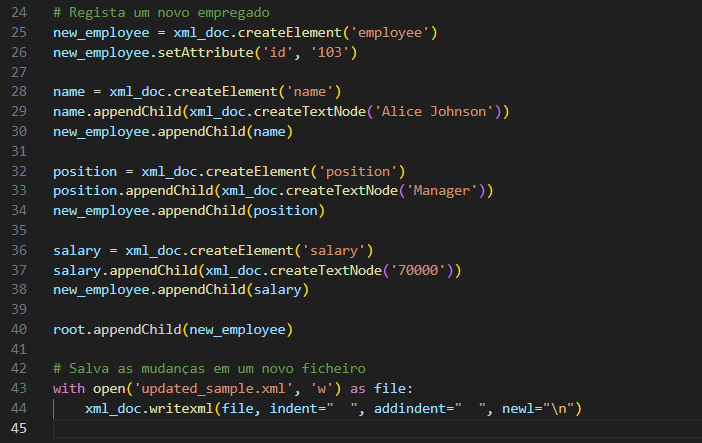 24 # Regista um novo empregado
25 new_employee = xml_doc.createElement('employee')
26 new_employee.setAttribute('id', '103')
27
28 name = xml_doc.createElement('name')
29 name.appendChild(xml_doc.createTextNode('Alice Johnson'))
30 new_employee.appendChild(name)
31
32 position = xml_doc.createElement('position')
33 position.appendChild(xml_doc.createTextNode('Manager'))
34 new_employee.appendChild(position)
35
36 salary = xml_doc.createElement('salary')
37 salary.appendChild(xml_doc.createTextNode('70000'))
38 new_employee.appendChild(salary)
39
40 root.appendChild(new_employee)
41
42 # Salva as mudanças em um novo ficheiro
43 with open('updated_sample.xml', 'w') as file:
44     xml_doc.writexml(file, indent="  ", addindent="  ", newl="\n")
45